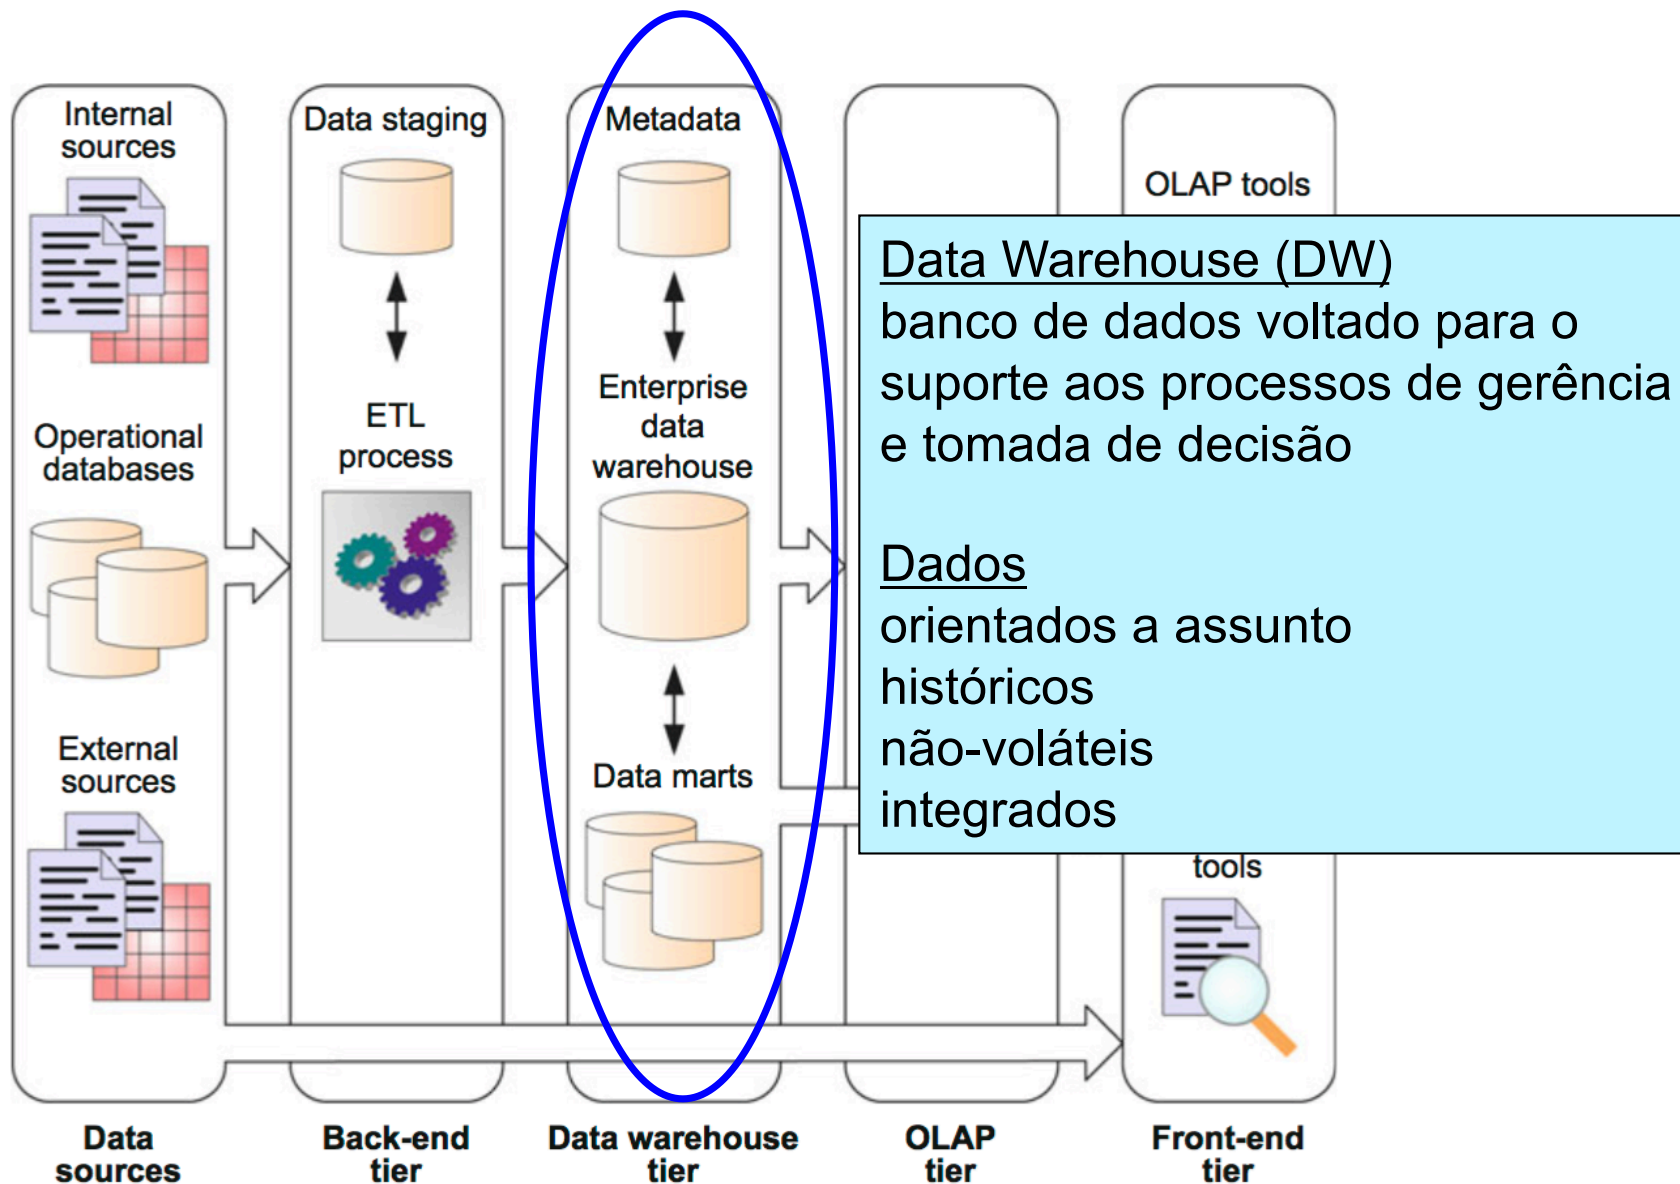 Internal
sources
Operational
databases
External
sources
Data
sources
Data staging
ETL
process
Back-end
tier
Metadata
Enterprise
data
warehouse
Data marts
Data warehouse
tier
OLAP
tier
OLAP tools
tools
Front-end
tier
Data Warehouse (DW)
banco de dados voltado para o
suporte aos processos de gerência
e tomada de decisão
Dados
orientados a assunto
históricos
não-voláteis
integrados